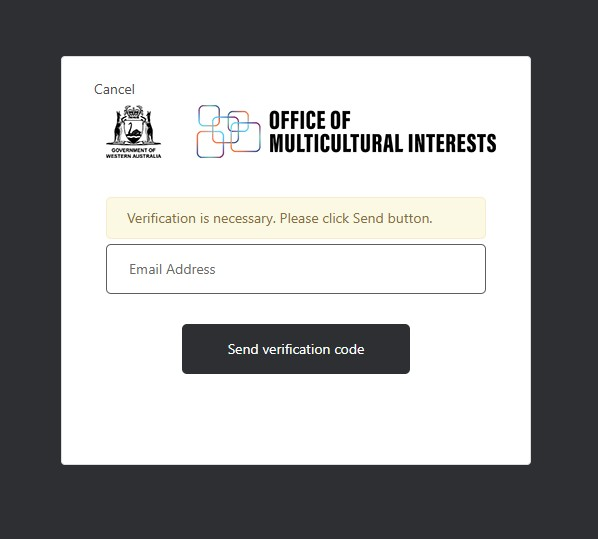 Cancel
GOVERNMENT OF
WESTERN AUSTRALIA
OFFICE OF
MULTICULTURAL INTERESTS
Verification is necessary. Please click Send button.
Email Address
Send verification code